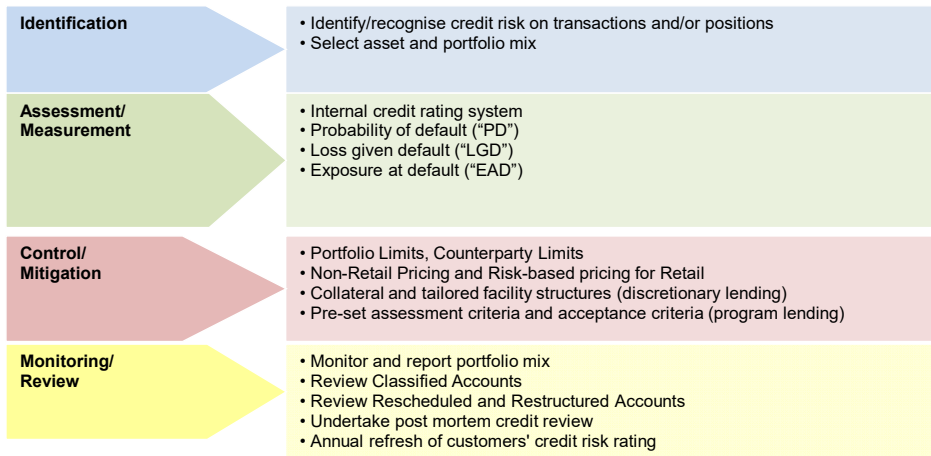 Identification
• Identify/recognise credit risk on transactions and/or positions
• Select asset and portfolio mix
Assessment/
Measurement
• Internal credit rating system
• Probability of default (“PD”)
• Loss given default (“LGD”)
• Exposure at default (“EAD”)
Control/
Mitigation
• Portfolio Limits, Counterparty Limits
• Non-Retail Pricing and Risk-based pricing for Retail
• Collateral and tailored facility structures (discretionary lending)
• Pre-set assessment criteria and acceptance criteria (program lending)
Monitoring/
Review
• Monitor and report portfolio mix
• Review Classified Accounts
• Review Rescheduled and Restructured Accounts
• Undertake post mortem credit review
• Annual refresh of customers' credit risk rating